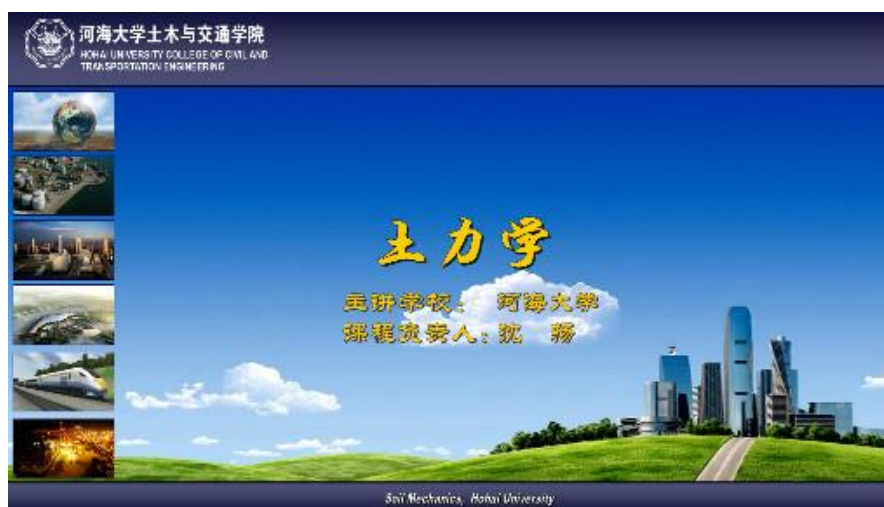 河海大学土木与交通学院
HOHAI UNIVERSITY COLLEGE OF CIVIL AND
TRANSPORTATION ENGINEERING
土力学
主讲学校： 河海大学
课程负责人：沈 扬
Soil Mechanics, Hohai University